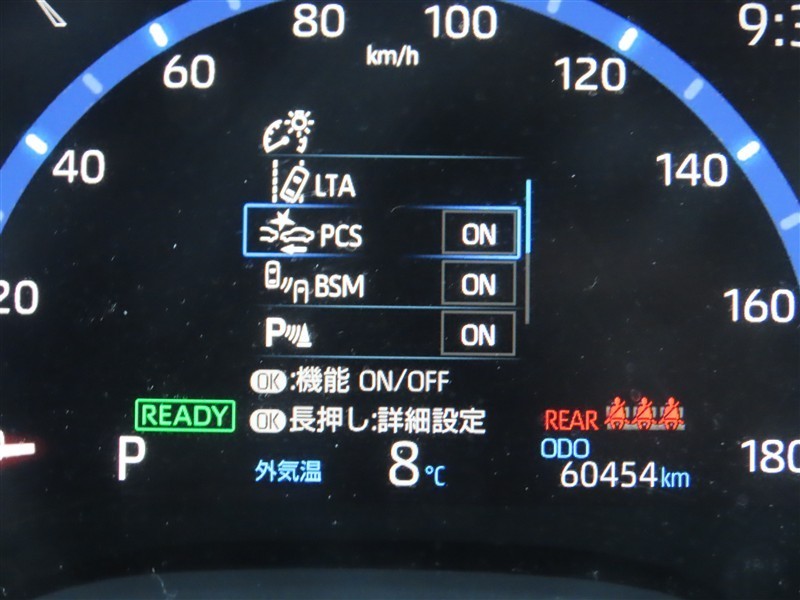 80 100
km/h
9:3
60
120
40
140
LTA
PCS ON
BSM ON
20
160
P ON
OK:機能 ON/OFF
READY
OK長押し:詳細設定
REAR
ODO
P
外気温 8℃
60454km
180